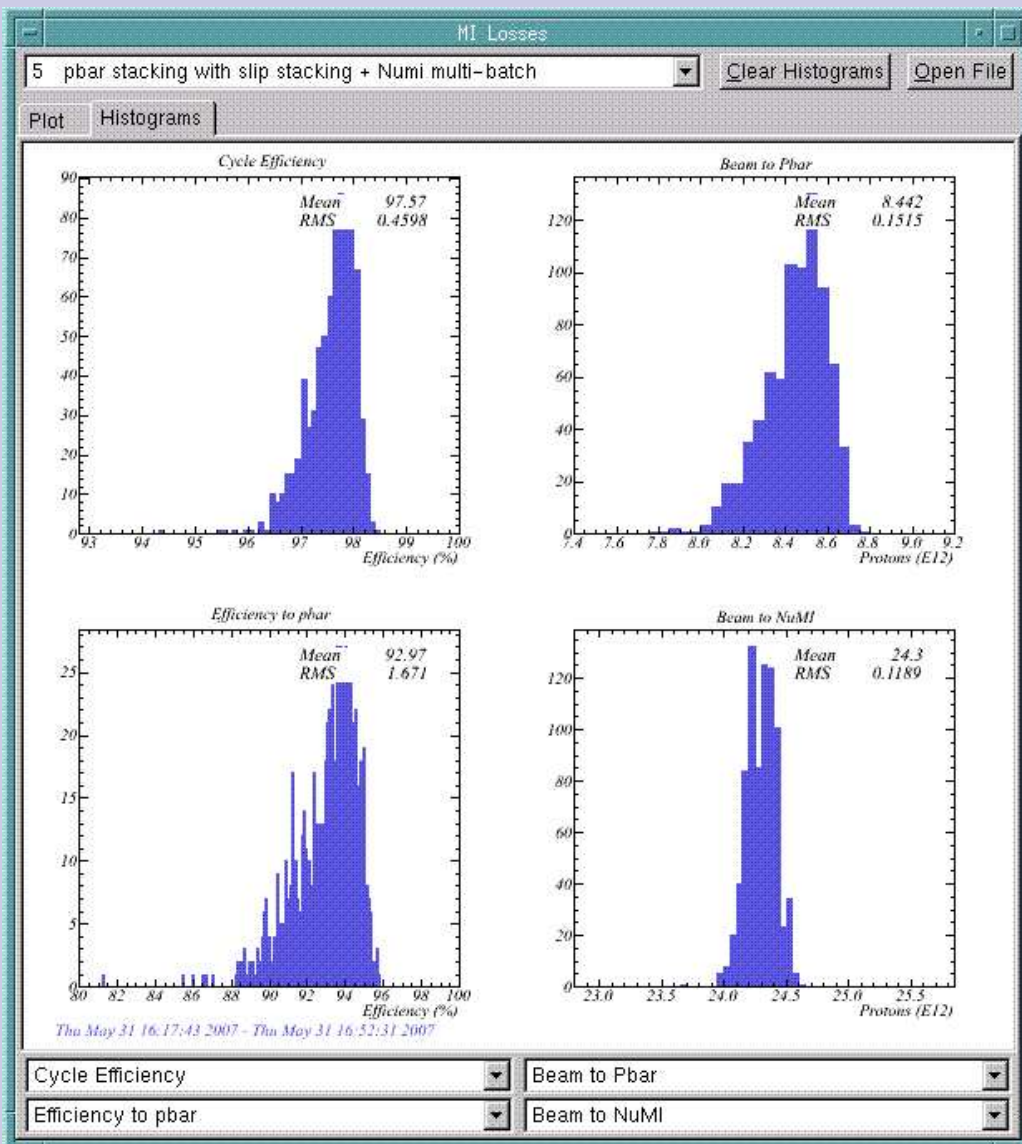 MI Losses
5 pbar stacking with slip stacking + Numi multi-batch
Clear Histograms
Open File
Plot
Histograms
Cycle Efficiency
Mean 97.57
RMS 0.4598
90
80
70
60
50
40
30
20
10
0
93 94 95 96 97 98 99 100
Efficiency (%)
Beam to Pbar
Mean 8.442
RMS 0.1515
120
100
80
60
40
20
0
7.4 7.6 7.8 8.0 8.2 8.4 8.6 8.8 9.0 9.2
Protons (E12)
Efficiency to pbar
Mean 92.97
RMS 1.671
25
20
15
10
5
0
80 82 84 86 88 90 92 94 96 98 100
Efficiency (%)
Beam to NuMI
Mean 24.3
RMS 0.1189
120
100
80
60
40
20
0
23.0 23.5 24.0 24.5 25.0 25.5
Protons (E12)
Thu May 31 16:17:43 2007 - Thu May 31 16:52:31 2007
Cycle Efficiency
Beam to Pbar
Efficiency to pbar
Beam to NuMI